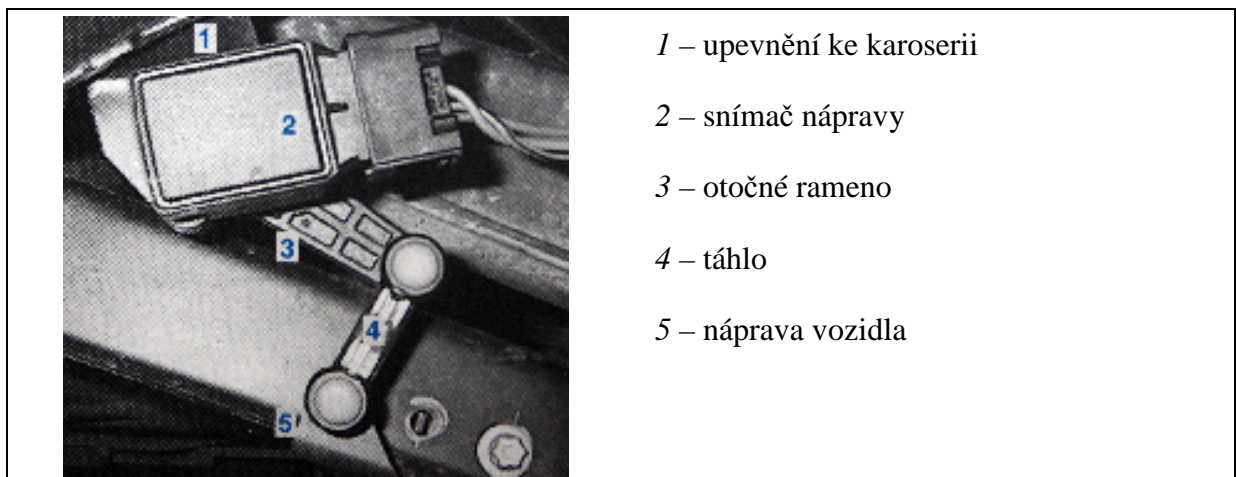 1
2
3
4
5
1 – upevnění ke karoserii
2 – snímač nápravy
3 – otočné rameno
4 – táhlo
5 – náprava vozidla